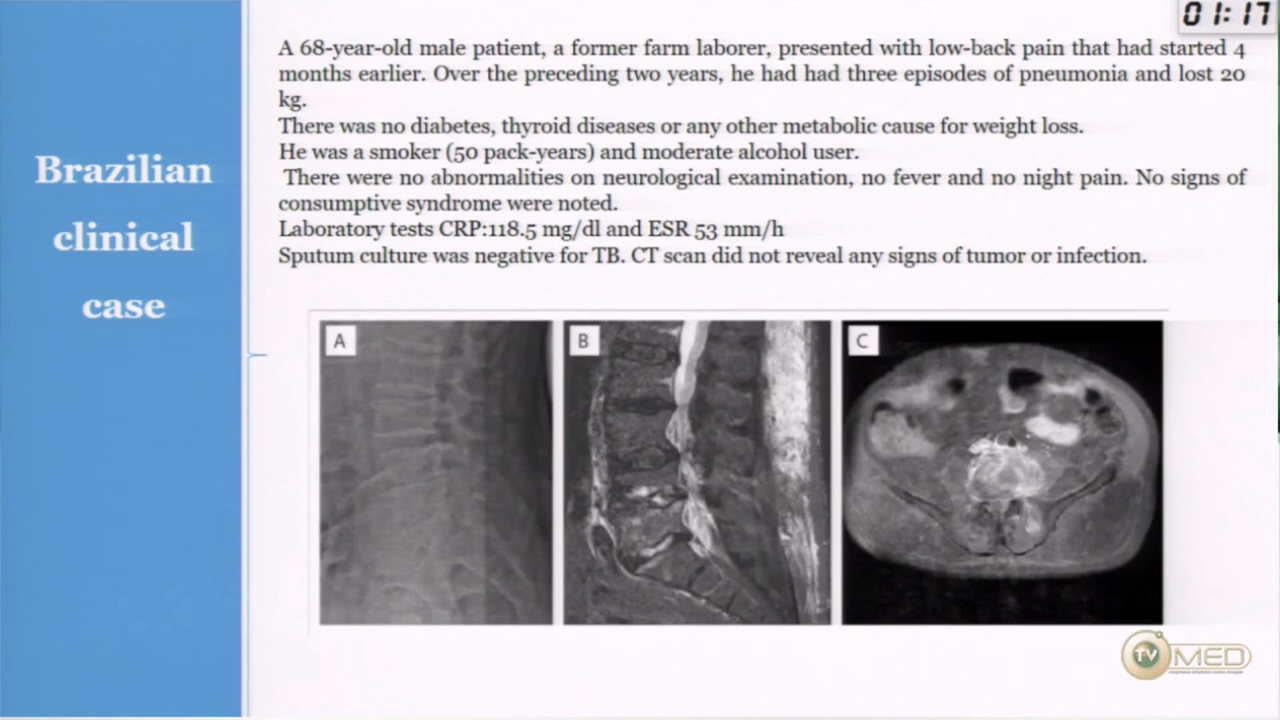 01:17
A 68-year-old male patient, a former farm laborer, presented with low-back pain that had started 4
months earlier. Over the preceding two years, he had had three episodes of pneumonia and lost 20
kg.
There was no diabetes, thyroid diseases or any other metabolic cause for weight loss.
He was a smoker (50 pack-years) and moderate alcohol user.
There were no abnormalities on neurological examination, no fever and no night pain. No signs of
consumptive syndrome were noted.
Laboratory tests CRP:118.5 mg/dl and ESR 53 mm/h
Sputum culture was negative for TB. CT scan did not reveal any signs of tumor or infection.
Brazilian
clinical
case
A
B
C
TV MED